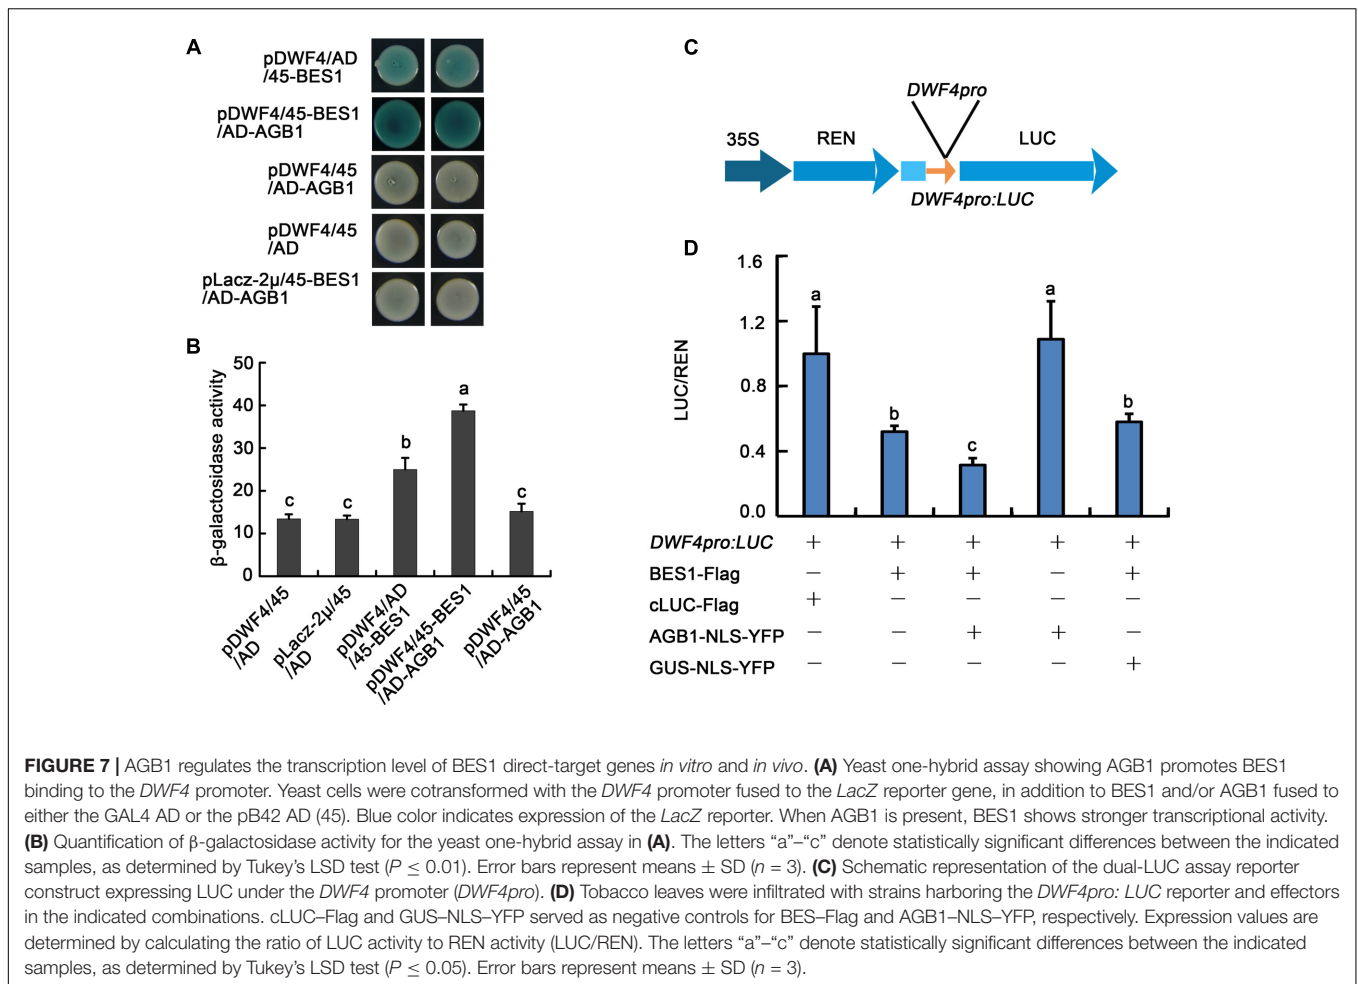 A
pDWF4/AD
/45-BES1
pDWF4/45-BES1
/AD-AGB1
pDWF4/45
/AD-AGB1
pDWF4/45
/AD
pLacz-2μ/45-BES1
/AD-AGB1
B
β-galactosidase activity
50
40
30
20
10
0
c
c
b
a
c
pDWF4/45
/AD
pLacz-2μ/45
/AD
pDWF4/AD
/45-BES1
pDWF4/45-BES1
/AD-AGB1
pDWF4/45
/AD-AGB1
C
DWF4pro
35S
REN
LUC
DWF4pro:LUC
D
LUC/REN
1.6
1.2
0.8
0.4
0.0
a
b
c
a
b
DWF4pro:LUC + + + + +
BES1-Flag − + + − +
cLUC-Flag + − − − −
AGB1-NLS-YFP − − + + −
GUS-NLS-YFP − − − − +
FIGURE 7 | AGB1 regulates the transcription level of BES1 direct-target genes in vitro and in vivo. (A) Yeast one-hybrid assay showing AGB1 promotes BES1
binding to the DWF4 promoter. Yeast cells were cotransformed with the DWF4 promoter fused to the LacZ reporter gene, in addition to BES1 and/or AGB1 fused to
either the GAL4 AD or the pB42 AD (45). Blue color indicates expression of the LacZ reporter. When AGB1 is present, BES1 shows stronger transcriptional activity.
(B) Quantification of β-galactosidase activity for the yeast one-hybrid assay in (A). The letters “a”–“c” denote statistically significant differences between the indicated
samples, as determined by Tukey’s LSD test (P ≤ 0.01). Error bars represent means ± SD (n = 3). (C) Schematic representation of the dual-LUC assay reporter
construct expressing LUC under the DWF4 promoter (DWF4pro). (D) Tobacco leaves were infiltrated with strains harboring the DWF4pro: LUC reporter and effectors
in the indicated combinations. cLUC–Flag and GUS–NLS–YFP served as negative controls for BES–Flag and AGB1–NLS–YFP, respectively. Expression values are
determined by calculating the ratio of LUC activity to REN activity (LUC/REN). The letters “a”–“c” denote statistically significant differences between the indicated
samples, as determined by Tukey’s LSD test (P ≤ 0.05). Error bars represent means ± SD (n = 3).